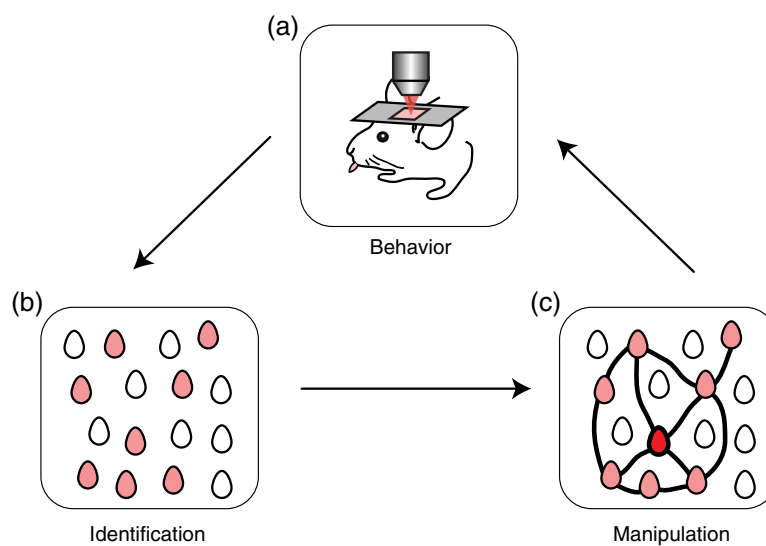 (a)
Behavior
(b)
Identification
(c)
Manipulation